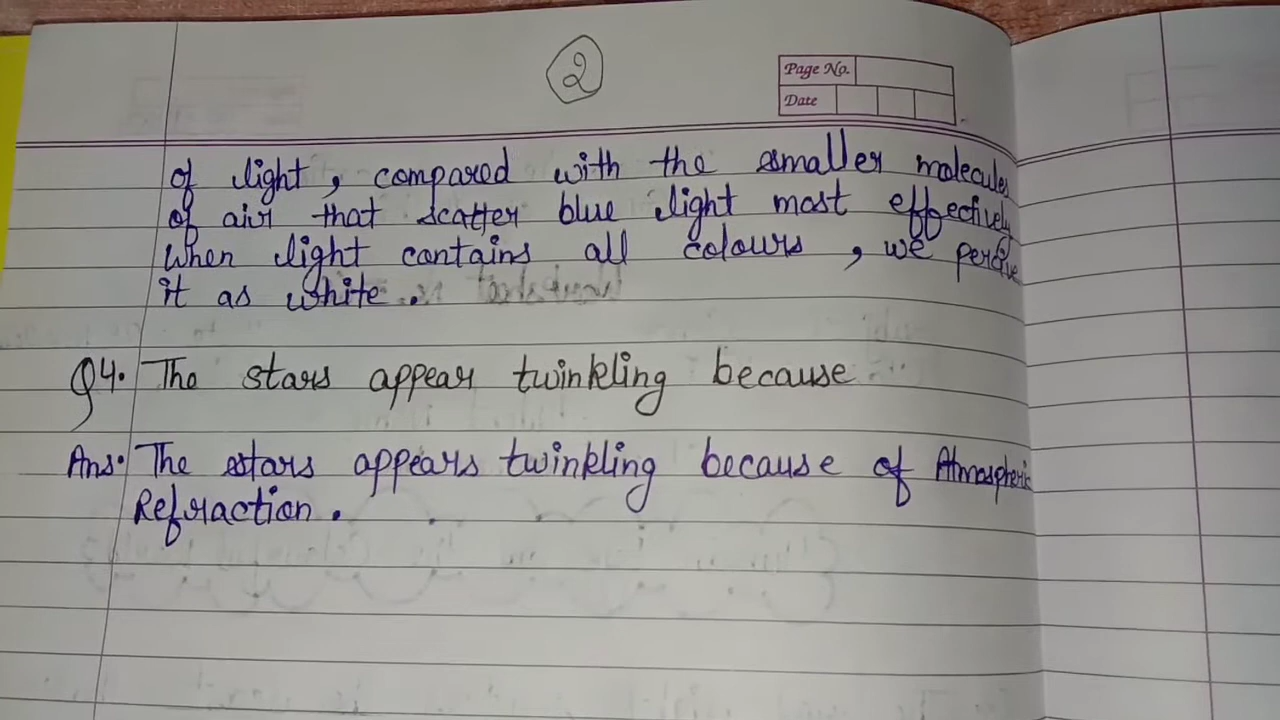 2
Page No.
Date
of light, compared with the smaller molecules
of air that scatter blue light most effectively
when light contains all colours, we percive
it as white.
Q4. The stars appear twinkling because
Ans. The stars appears twinkling because of Atmospheric
Refraction.